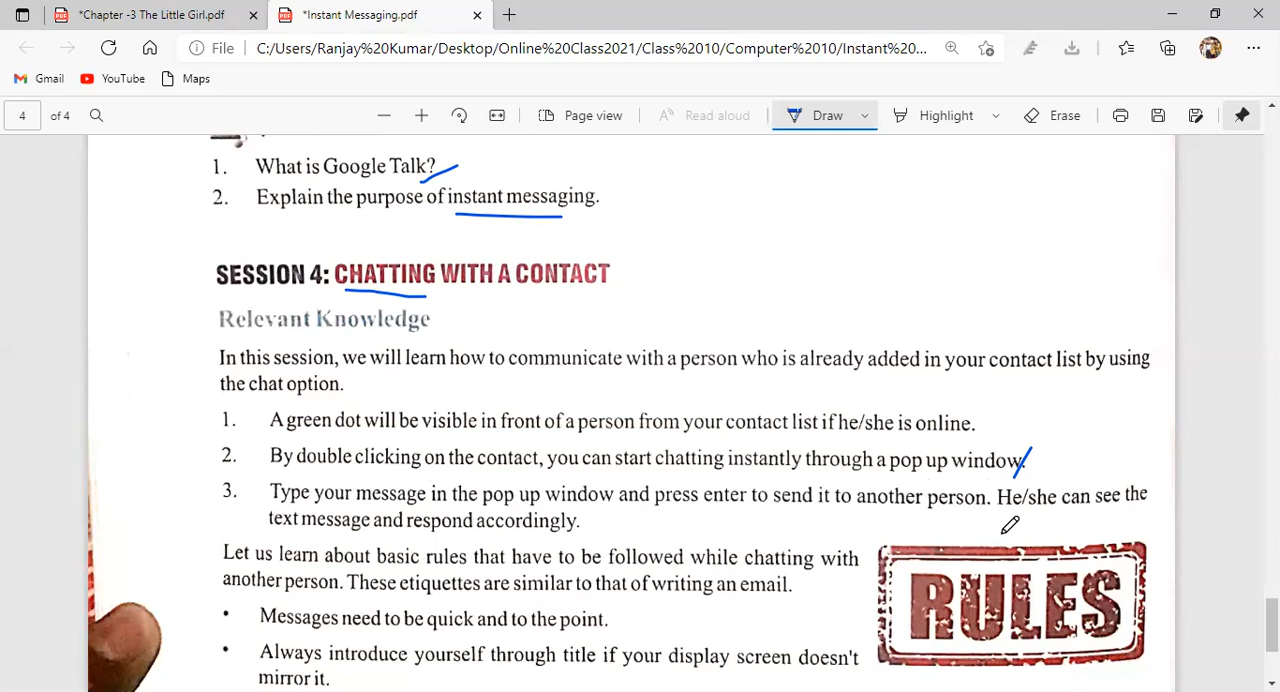 *Chapter -3 The Little Girl.pdf
*Instant Messaging.pdf
File
C:/Users/Ranjay%20Kumar/Desktop/Online%20Class2021/Class%2010/Computer%2010/Instant%20...
Gmail
YouTube
Maps
4
of 4
Page view
Read aloud
Draw
Highlight
Erase
1. What is Google Talk?
2. Explain the purpose of instant messaging.
SESSION 4: CHATTING WITH A CONTACT
Relevant Knowledge
In this session, we will learn how to communicate with a person who is already added in your contact list by using
the chat option.
1. A green dot will be visible in front of a person from your contact list if he/she is online.
2. By double clicking on the contact, you can start chatting instantly through a pop up window.
3. Type your message in the pop up window and press enter to send it to another person. He/she can see the
text message and respond accordingly.
Let us learn about basic rules that have to be followed while chatting with
another person. These etiquettes are similar to that of writing an email.
• Messages need to be quick and to the point.
• Always introduce yourself through title if your display screen doesn't
mirror it.
RULES